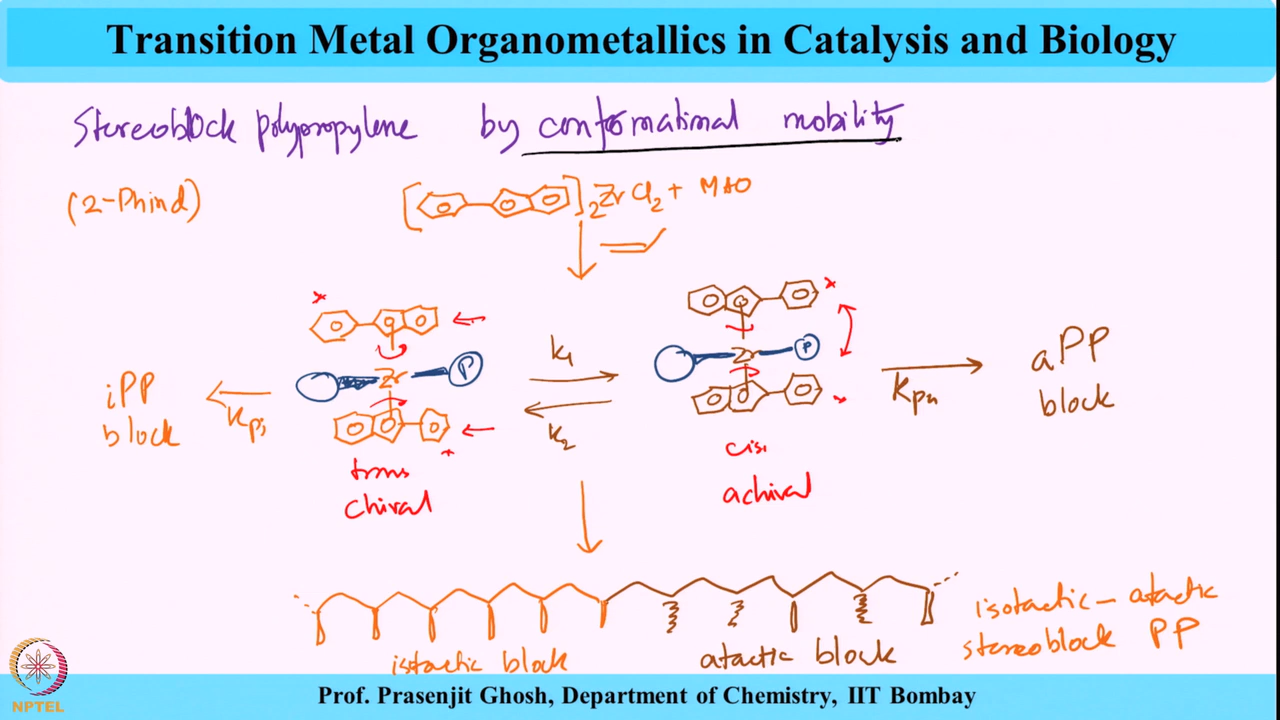 Transition Metal Organometallics in Catalysis and Biology
Stereoblock polypropylene by conformational mobility
(2-Phind)
[ ]2ZrCl2 + MAO
Zr
P
Zr
P
k1
k2
iPP
block
kpi
kpa
aPP
block
trans
chiral
cis
achiral
isotactic block
atactic block
isotactic - atactic
stereoblock PP
NPTEL
Prof. Prasenjit Ghosh, Department of Chemistry, IIT Bombay